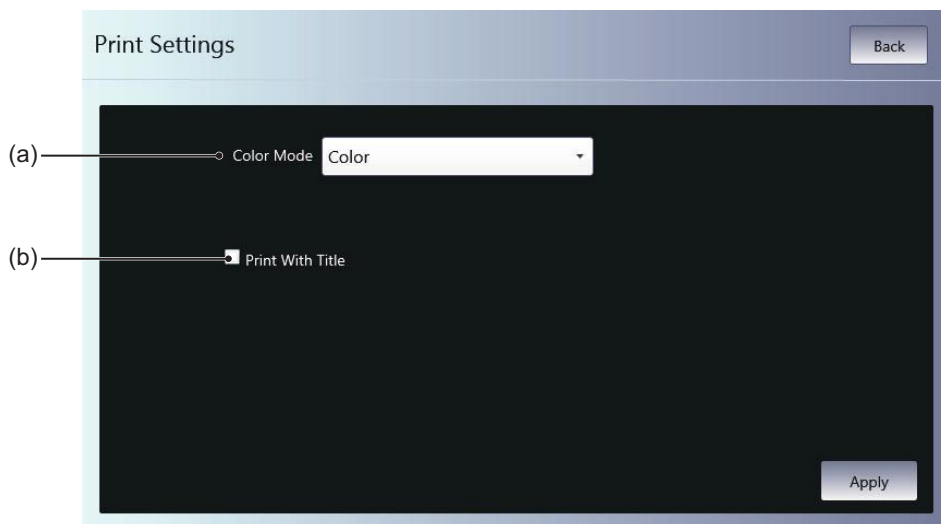 Print Settings
Back
(a)
Color Mode
Color
(b)
Print With Title
Apply